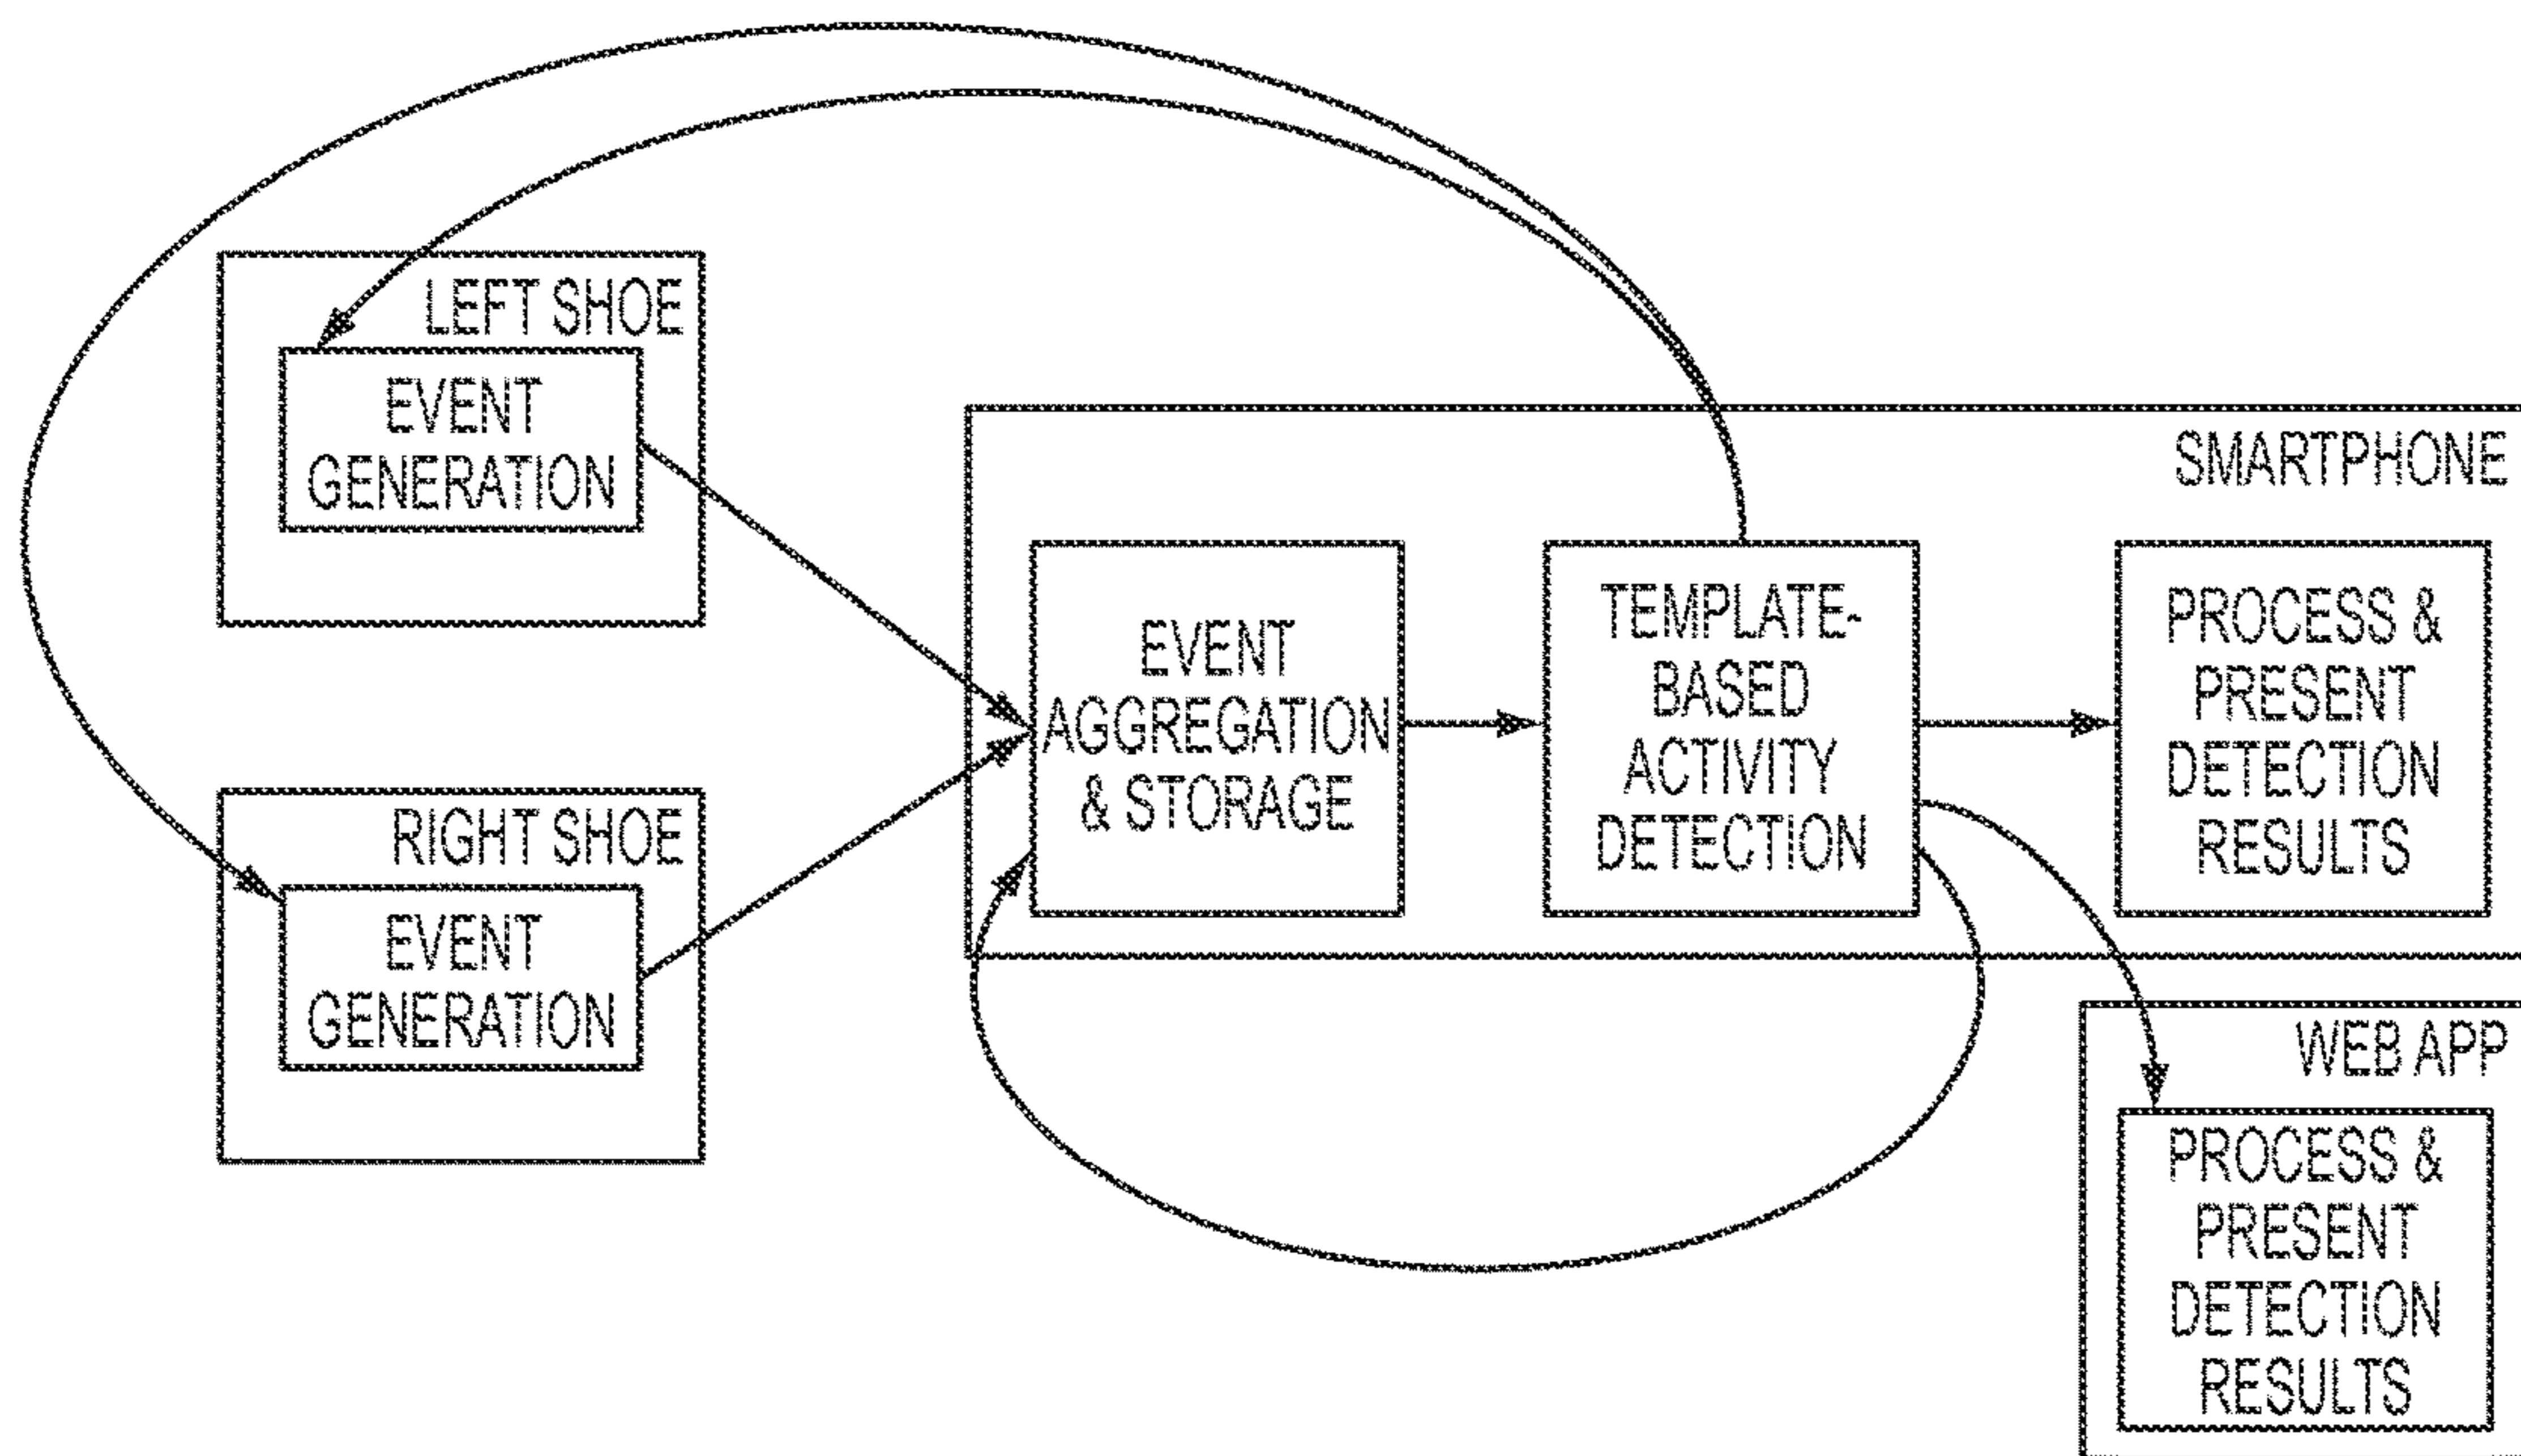 LEFT SHOE
EVENT
GENERATION
RIGHT SHOE
EVENT
GENERATION
SMARTPHONE
EVENT
AGGREGATION
& STORAGE
TEMPLATE-
BASED
ACTIVITY
DETECTION
PROCESS &
PRESENT
DETECTION
RESULTS
WEB APP
PROCESS &
PRESENT
DETECTION
RESULTS